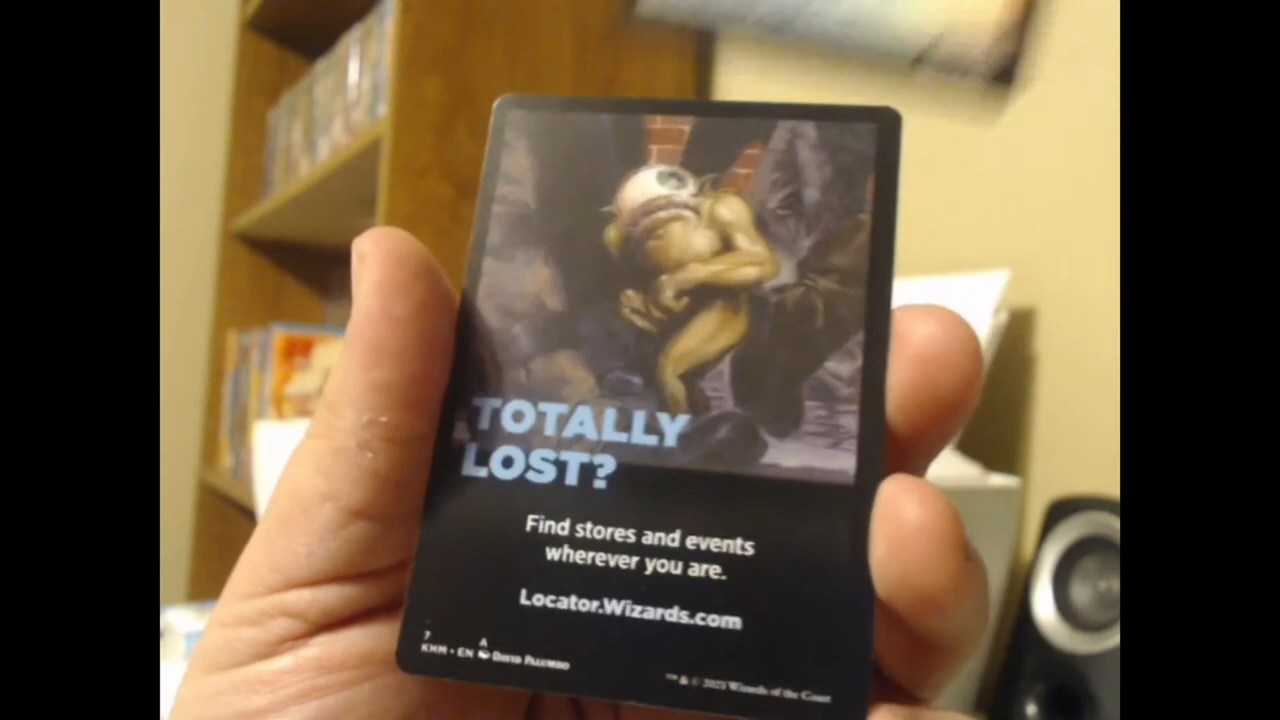 TOTALLY
LOST?
Find stores and events
wherever you are.
Locator.Wizards.com
7 A
KHM • EN DAVID PALUMBO
™ & © 2021 Wizards of the Coast